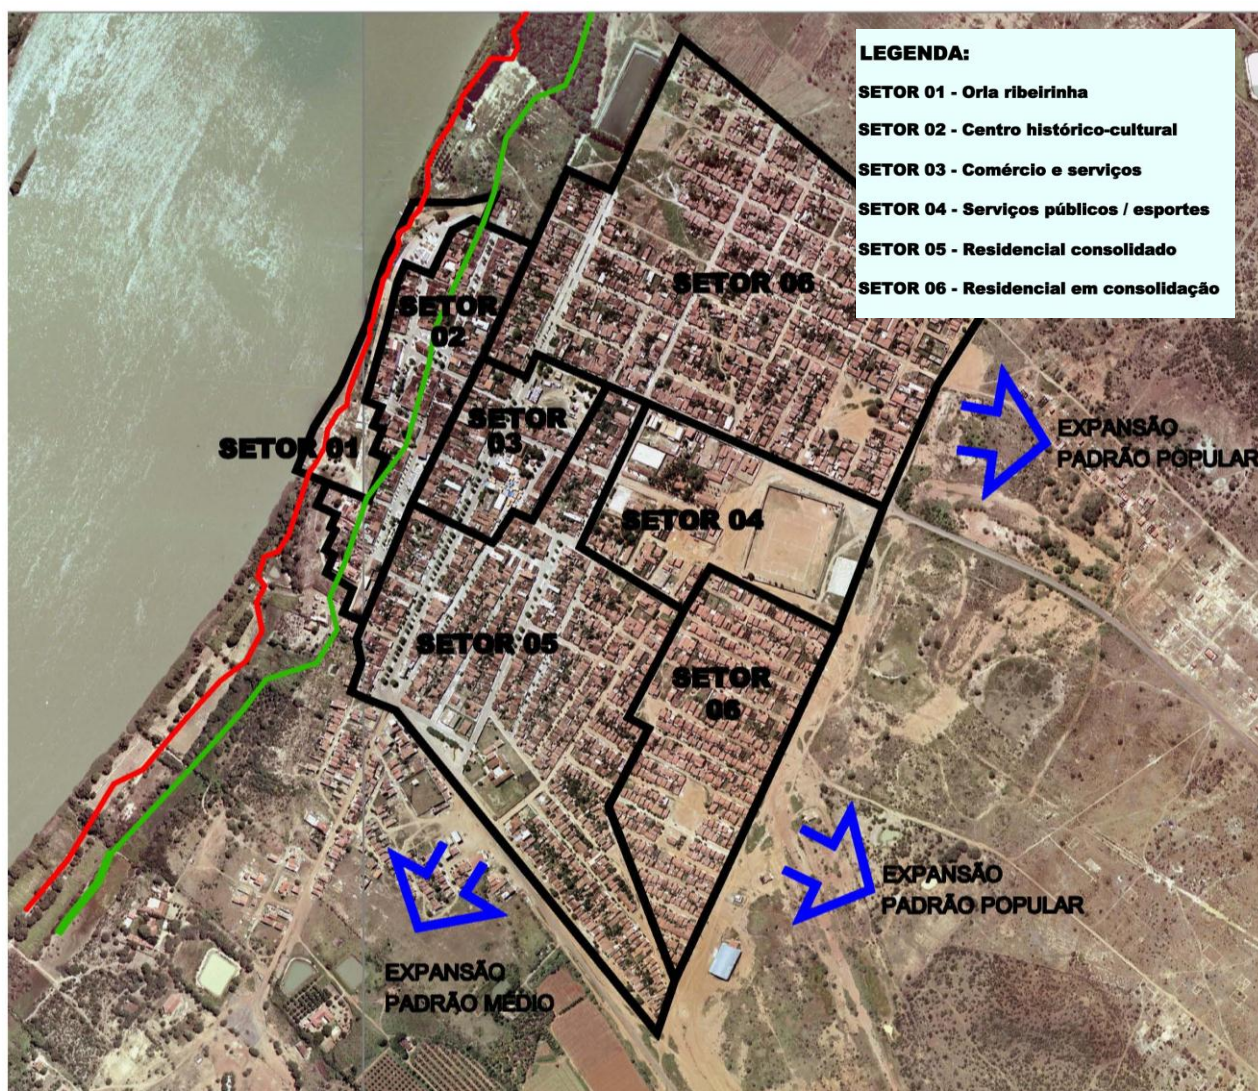 LEGENDA:
SETOR 01 - Orla ribeirinha
SETOR 02 - Centro histórico-cultural
SETOR 03 - Comércio e serviços
SETOR 04 - Serviços públicos / esportes
SETOR 05 - Residencial consolidado
SETOR 06 - Residencial em consolidação
SETOR 06
SETOR
02
SETOR
03
SETOR 01
EXPANSÃO
PADRÃO POPULAR
SETOR 04
SETOR 05
SETOR
06
EXPANSÃO
PADRÃO POPULAR
EXPANSÃO
PADRÃO MÉDIO